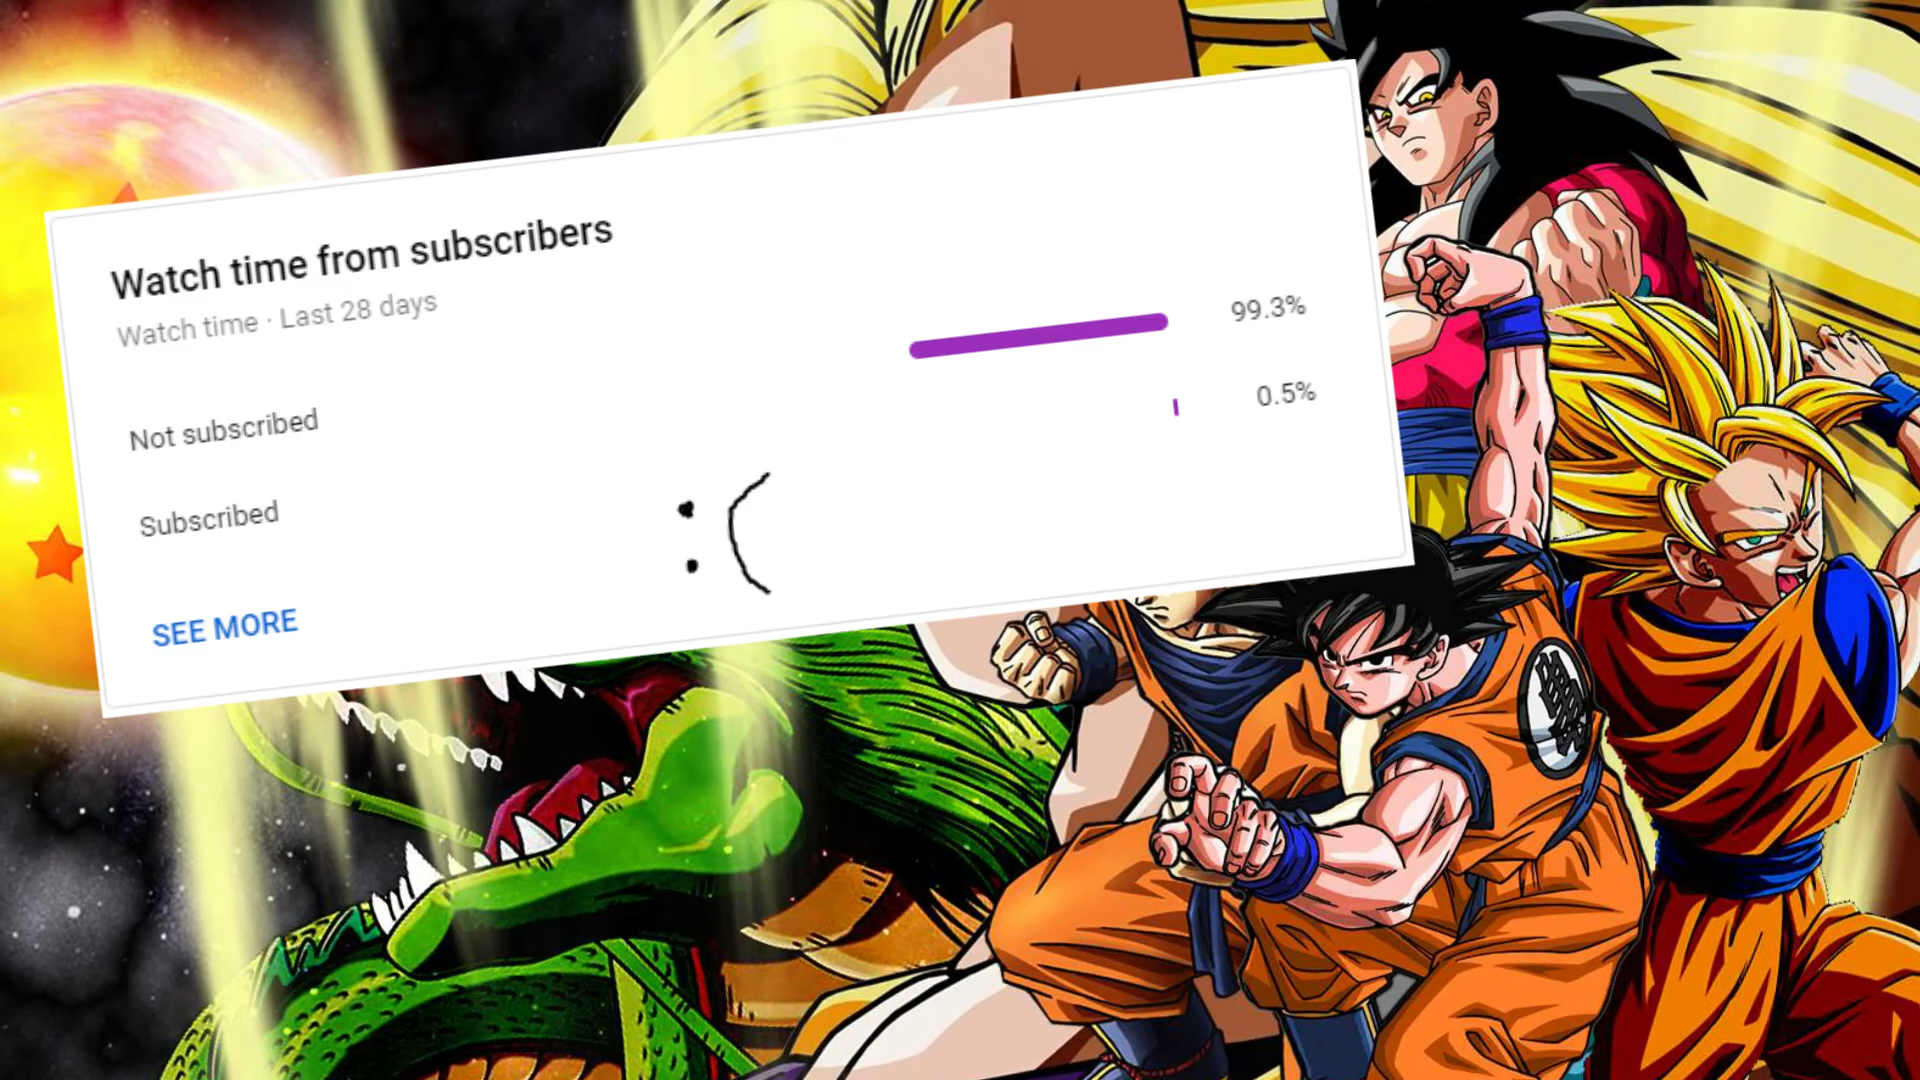 Watch time from subscribers
Watch time · Last 28 days
Not subscribed 99.3%
Subscribed 0.5%
:(
SEE MORE